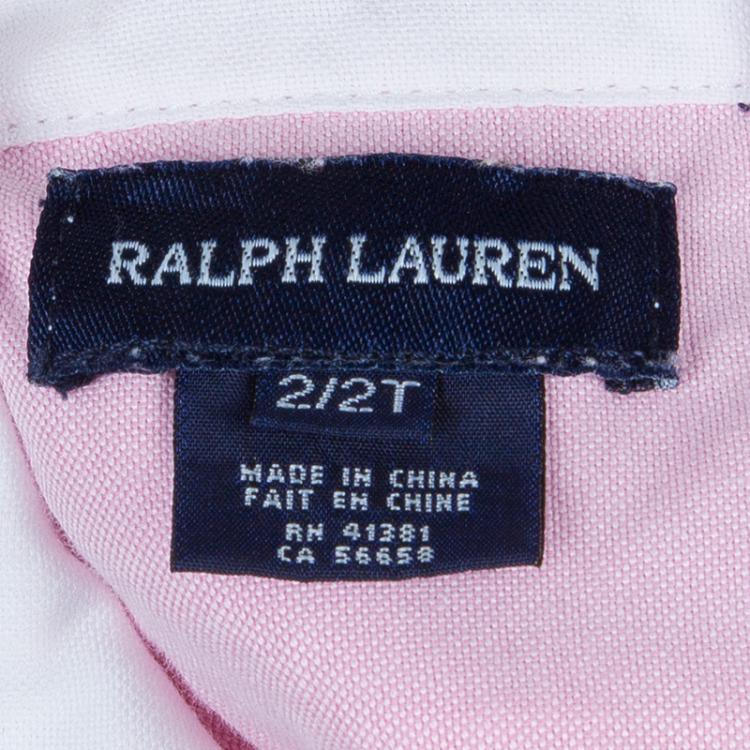 RALPH LAUREN
2/2T
MADE IN CHINA
FAIT EN CHINE
RN 41381
CA 56658